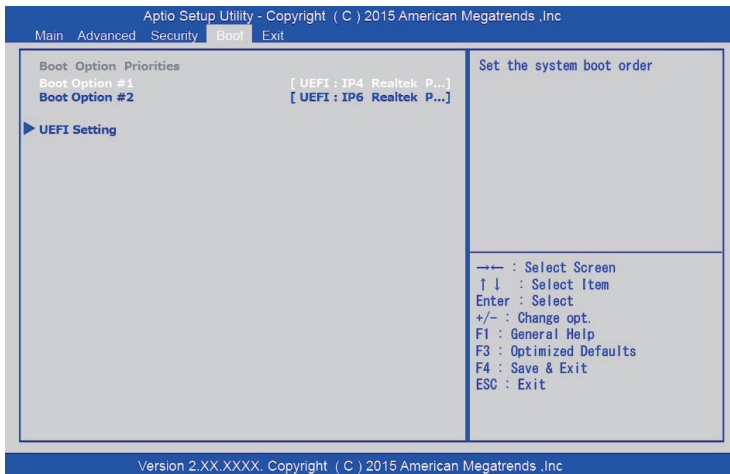 Aptio Setup Utility - Copyright ( C ) 2015 American Megatrends ,Inc
Main Advanced Security Boot Exit
Boot Option Priorities
Boot Option #1 [ UEFI : IP4 Realtek P...]
Boot Option #2 [ UEFI : IP6 Realtek P...]
UEFI Setting
Set the system boot order
→← : Select Screen
↑↓ : Select Item
Enter : Select
+/- : Change opt.
F1 : General Help
F3 : Optimized Defaults
F4 : Save & Exit
ESC : Exit
Version 2.XX.XXXX. Copyright ( C ) 2015 American Megatrends ,Inc